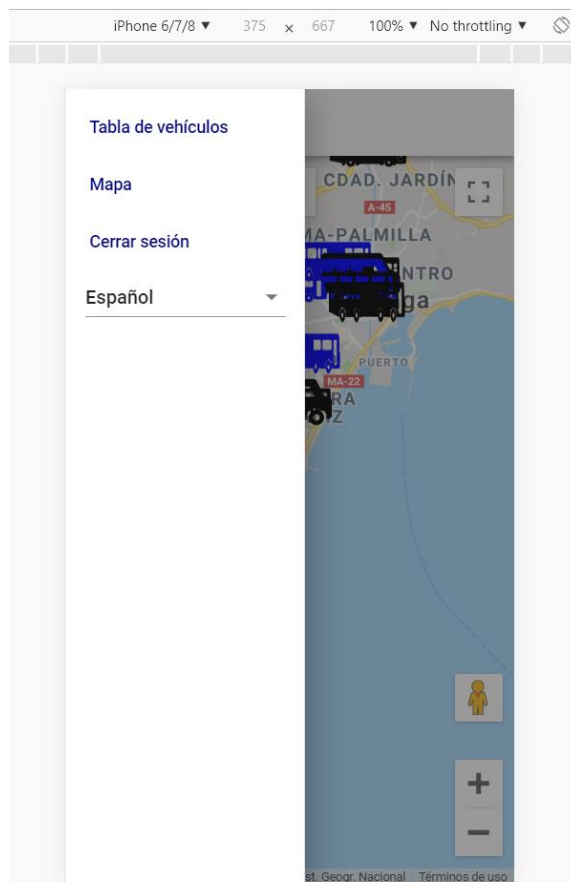 iPhone 6/7/8 ▼ 375 × 667 100% ▼ No throttling ▼
Tabla de vehículos
Mapa
Cerrar sesión
Español
CDAD. JARDÍN
A-45
MA-PALMILLA
NTRO
ga
PUERTO
MA-22
RA
IZ
st. Geogr. Nacional Términos de uso